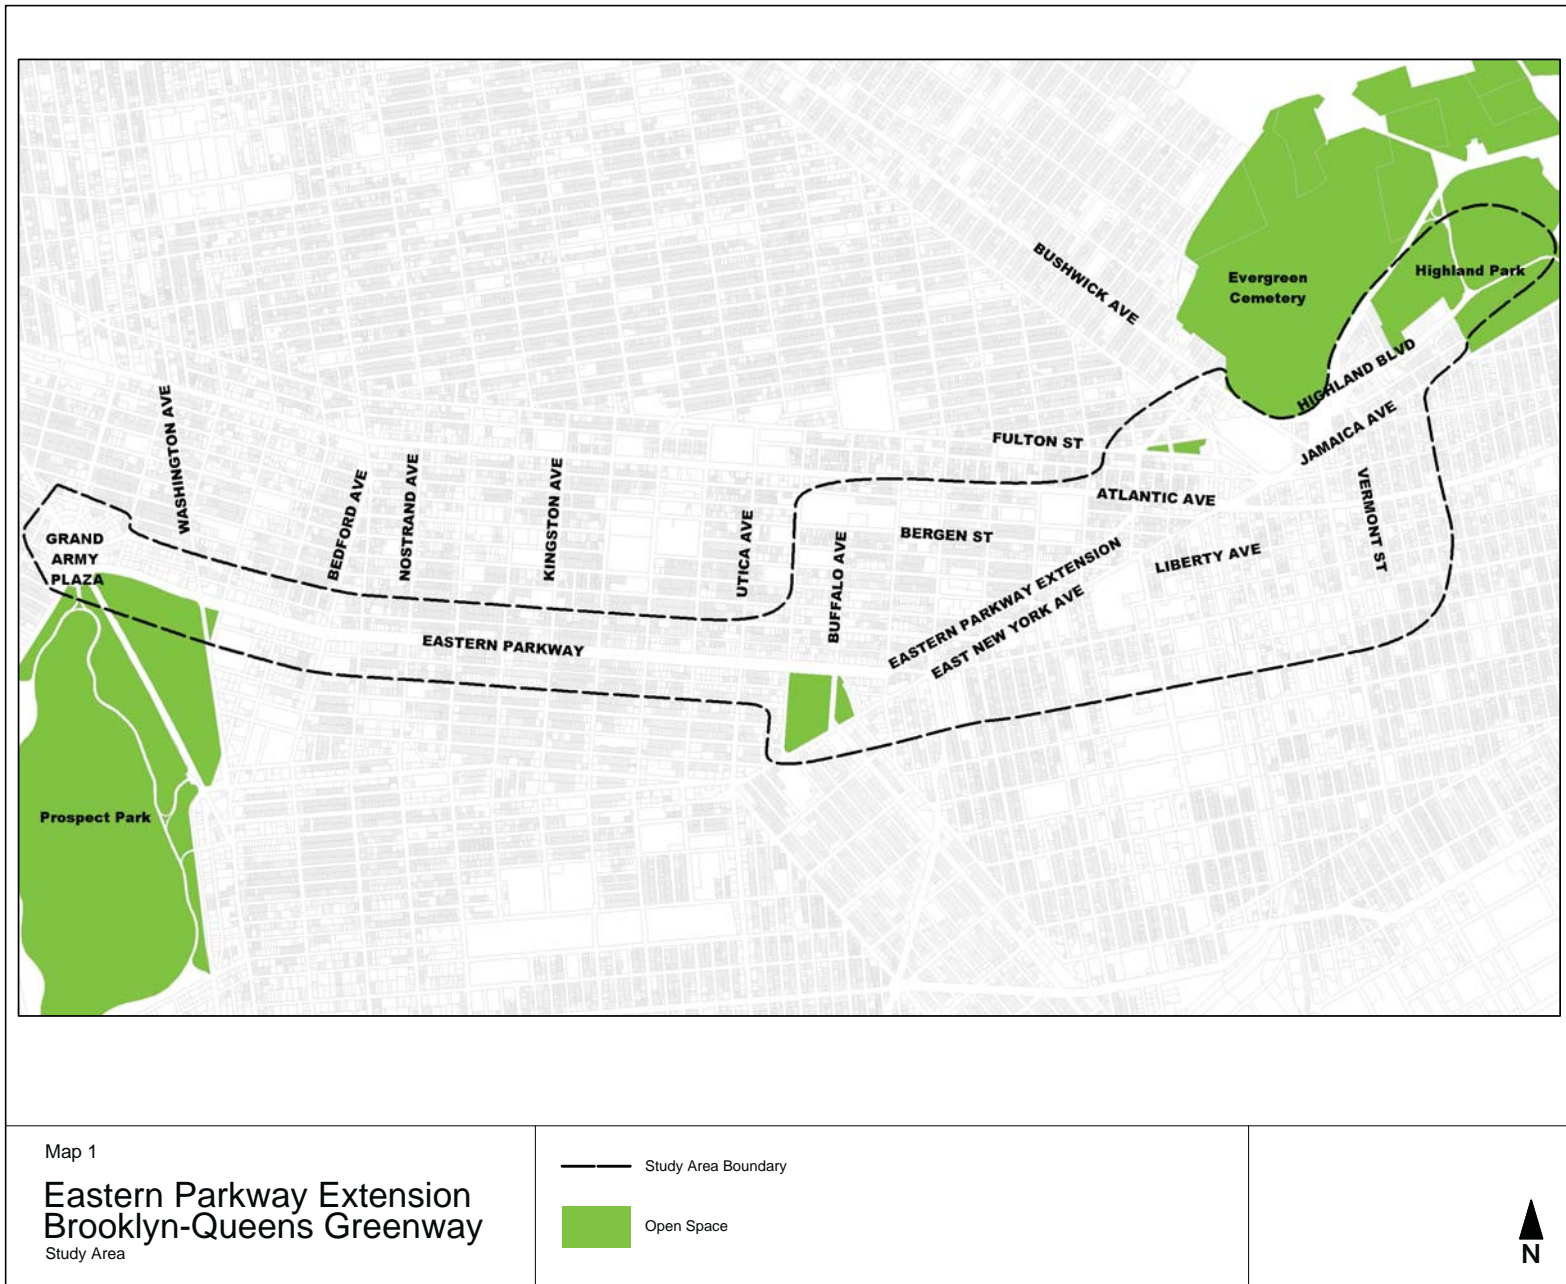 BUSHWICK AVE
Evergreen
Cemetery
Highland Park
HIGHLAND BLVD
JAMAICA AVE
WASHINGTON AVE
FULTON ST
BEDFORD AVE
NOSTRAND AVE
KINGSTON AVE
UTICA AVE
BUFFALO AVE
ATLANTIC AVE
VERMONT ST
BERGEN ST
LIBERTY AVE
GRAND
ARMY
PLAZA
EASTERN PARKWAY EXTENSION
EAST NEW YORK AVE
EASTERN PARKWAY
Prospect Park
Map 1
Eastern Parkway Extension
Brooklyn-Queens Greenway
Study Area
Study Area Boundary
Open Space
N